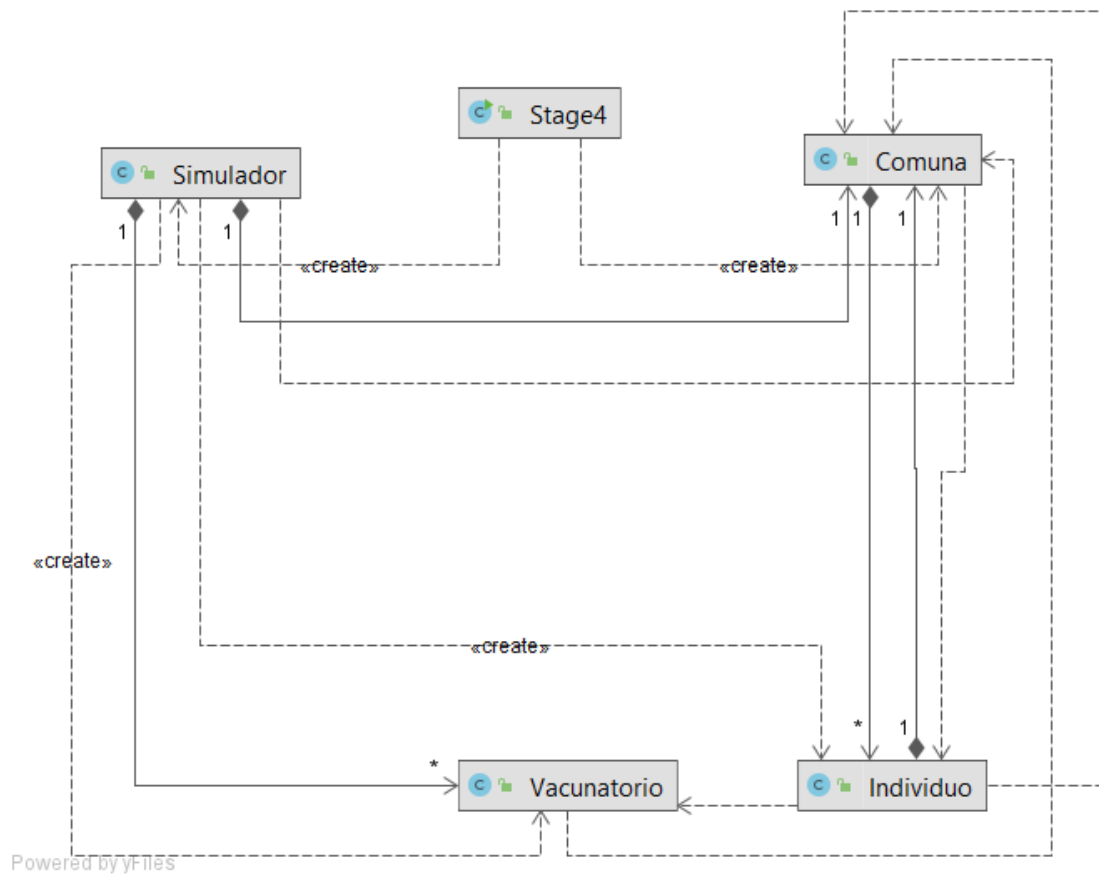 Stage4
Comuna
Simulador
1
1
1
1
1
«create»
«create»
«create»
«create»
*
1
*
Vacunatorio
Individuo
Powered by yFiles